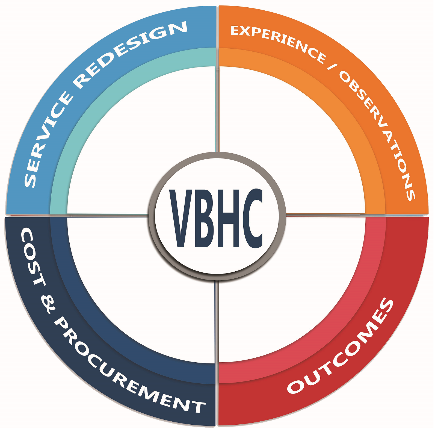 SERVICE REDESIGN
EXPERIENCE / OBSERVATIONS
VBHC
COST & PROCUREMENT
OUTCOMES